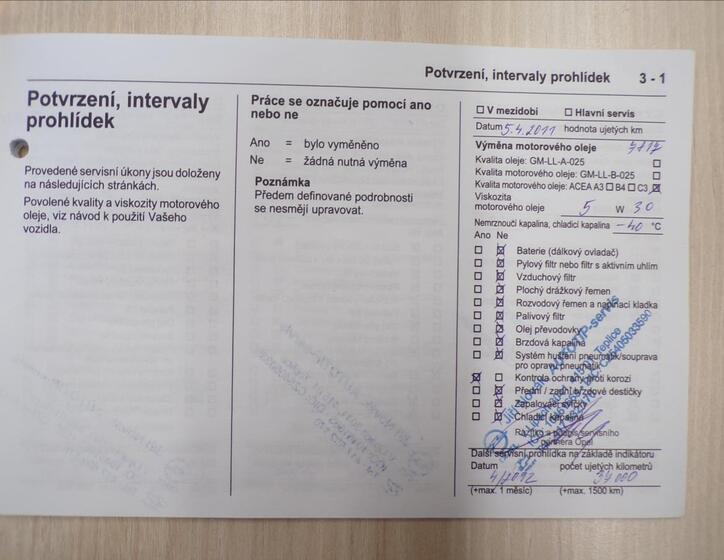 Potvrzení, intervaly prohlídek 3 - 1
Potvrzení, intervaly
prohlídek
Provedené servisní úkony jsou doloženy
na následujících stránkách.
Povolené kvality a viskozity motorového
oleje, viz návod k použití Vašeho
vozidla.
Práce se označuje pomocí ano
nebo ne
Ano = bylo vyměněno
Ne = žádná nutná výměna
Poznámka
Předem definované podrobnosti
se nesmějí upravovat.
V mezidobí Hlavní servis
Datum 5.4.2011 hodnota ujetých km
Výměna motorového oleje
Kvalita oleje: GM-LL-A-025
Kvalita motorového oleje: GM-LL-B-025
Kvalita motorového oleje: ACEA A3 B4 C3
Viskozita
motorového oleje 5 W 30
Nemrznoucí kapalina, chladicí kapalina -40 °C
Ano Ne
Baterie (dálkový ovladač)
Pylový filtr nebo filtr s aktivním uhlím
Vzduchový filtr
Plochý drážkový řemen
Rozvodový řemen a napínací kladka
Palivový filtr
Olej převodovky
Brzdová kapalina
Systém huštění pneumatik/souprava
pro opravu pneumatik
Kontrola ochrany proti korozi
Přední / zadní brzdové destičky
Zapalovací svíčky
Chladicí kapalina
Razítko a podpis servisního
partnera Opel
Další servisní prohlídka na základě indikátoru
Datum počet ujetých kilometrů
4/2012 34000
(+max. 1 měsíc) (+max. 1500 km)